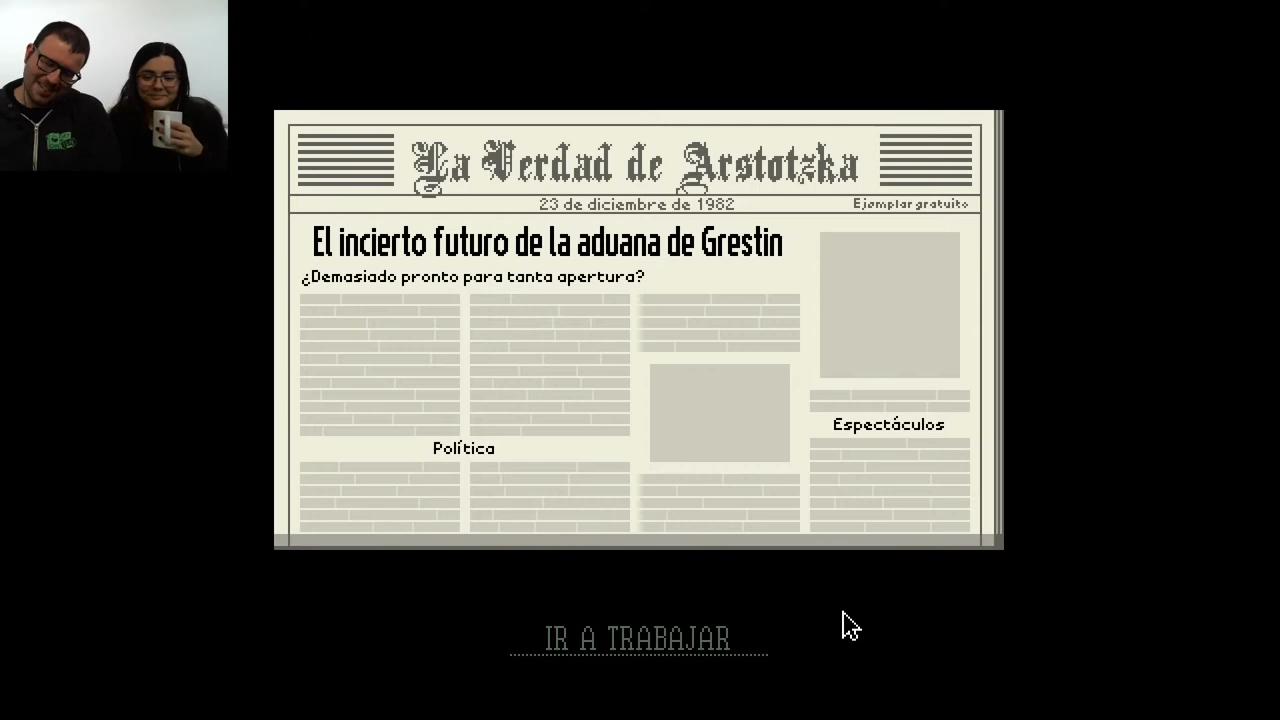 La Verdad de Arstotzka
23 de diciembre de 1982
Ejemplar gratuito
El incierto futuro de la aduana de Grestin
¿Demasiado pronto para tanta apertura?
Política
Espectáculos
IR A TRABAJAR